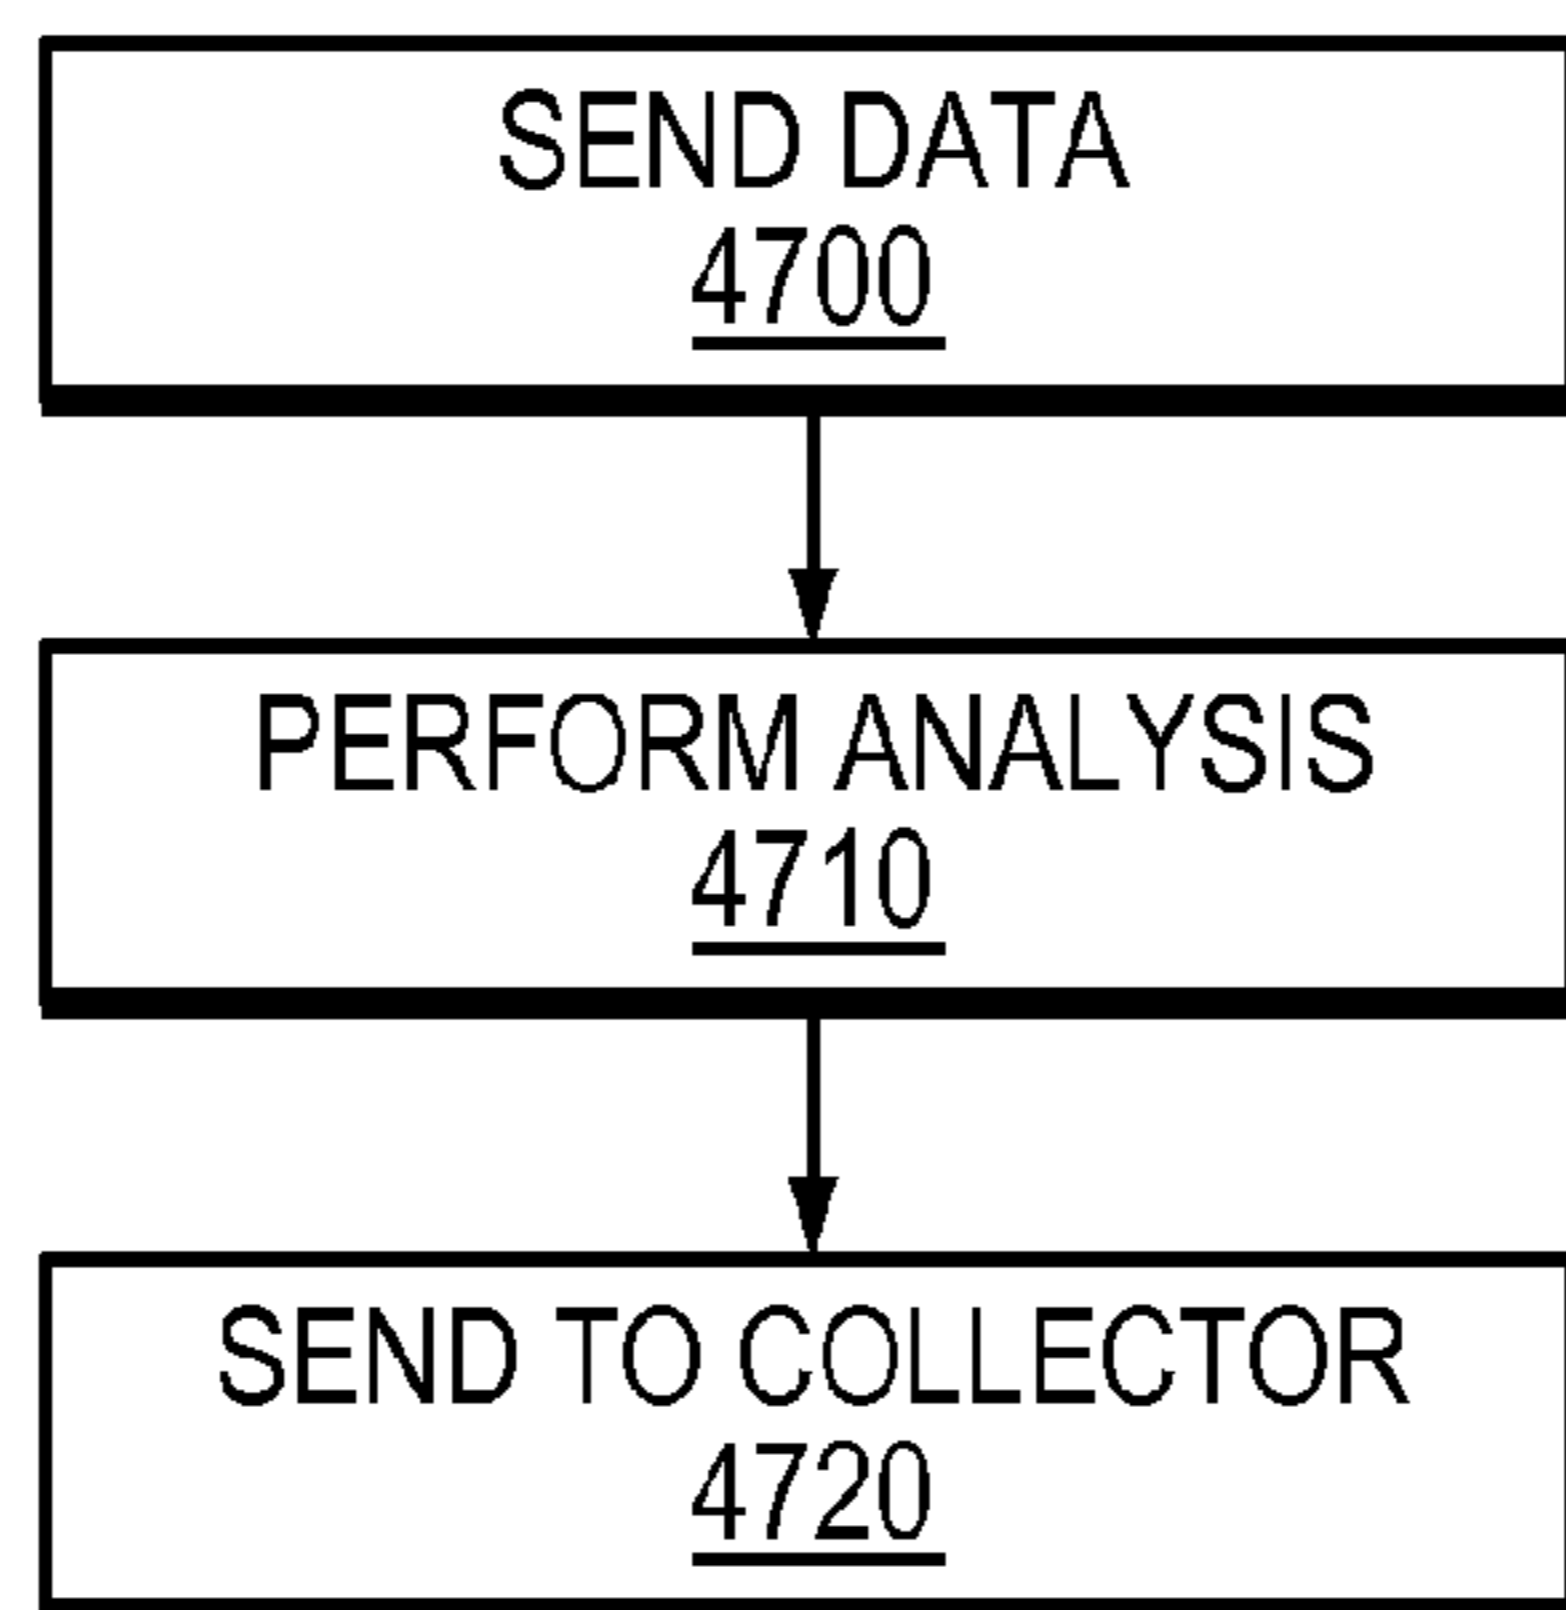 SEND DATA
4700
PERFORM ANALYSIS
4710
SEND TO COLLECTOR
4720